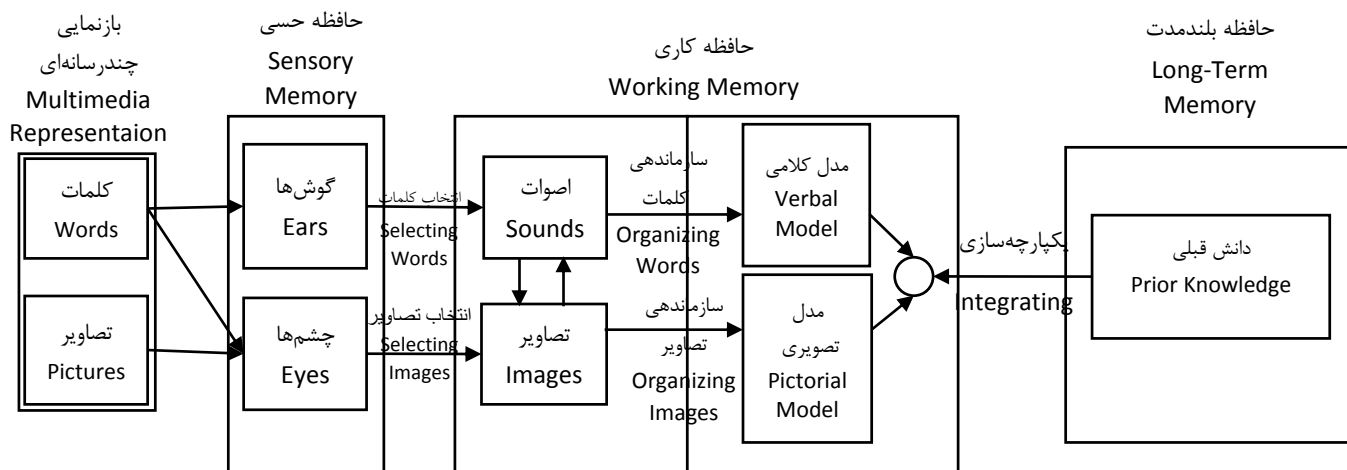 بازنمایی
چندرسانه‌ای
Multimedia
Representaion
کلمات
Words
تصاویر
Pictures
حافظه حسی
Sensory
Memory
گوش‌ها
Ears
چشم‌ها
Eyes
انتخاب کلمات
Selecting
Words
انتخاب تصاویر
Selecting
Images
حافظه کاری
Working Memory
اصوات
Sounds
تصاویر
Images
سازماندهی
کلمات
Organizing
Words
سازماندهی
تصاویر
Organizing
Images
مدل کلامی
Verbal
Model
مدل
تصویری
Pictorial
Model
یکپارچه‌سازی
Integrating
حافظه بلندمدت
Long-Term
Memory
دانش قبلی
Prior Knowledge